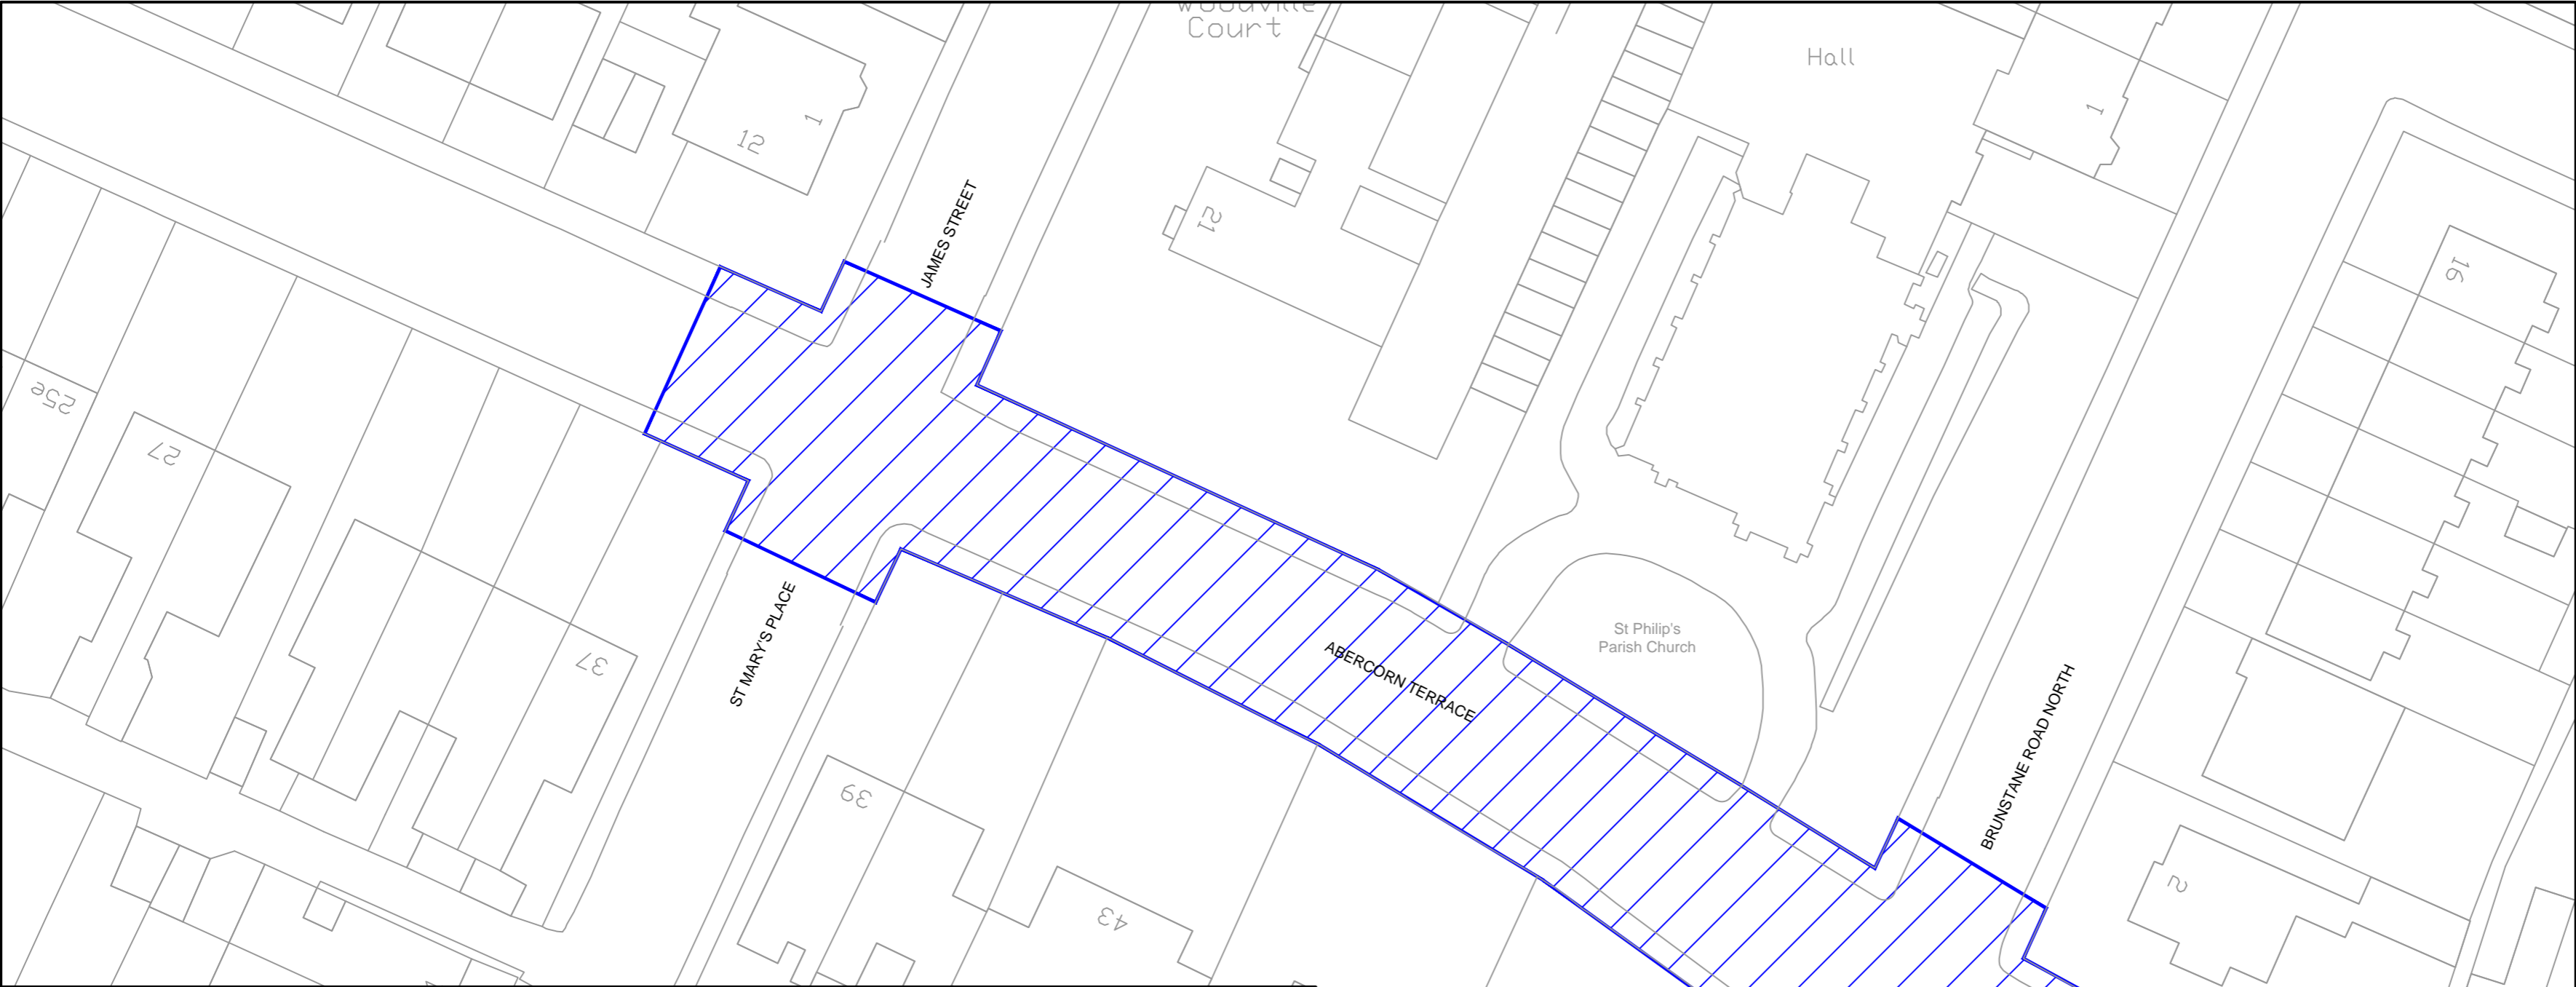 Court
Hall
1
12
1
JAMES STREET
21
16
25e
27
37
ST MARY'S PLACE
St Philip's
Parish Church
ABERCORN TERRACE
BRUNSTANE ROAD NORTH
39
43
2